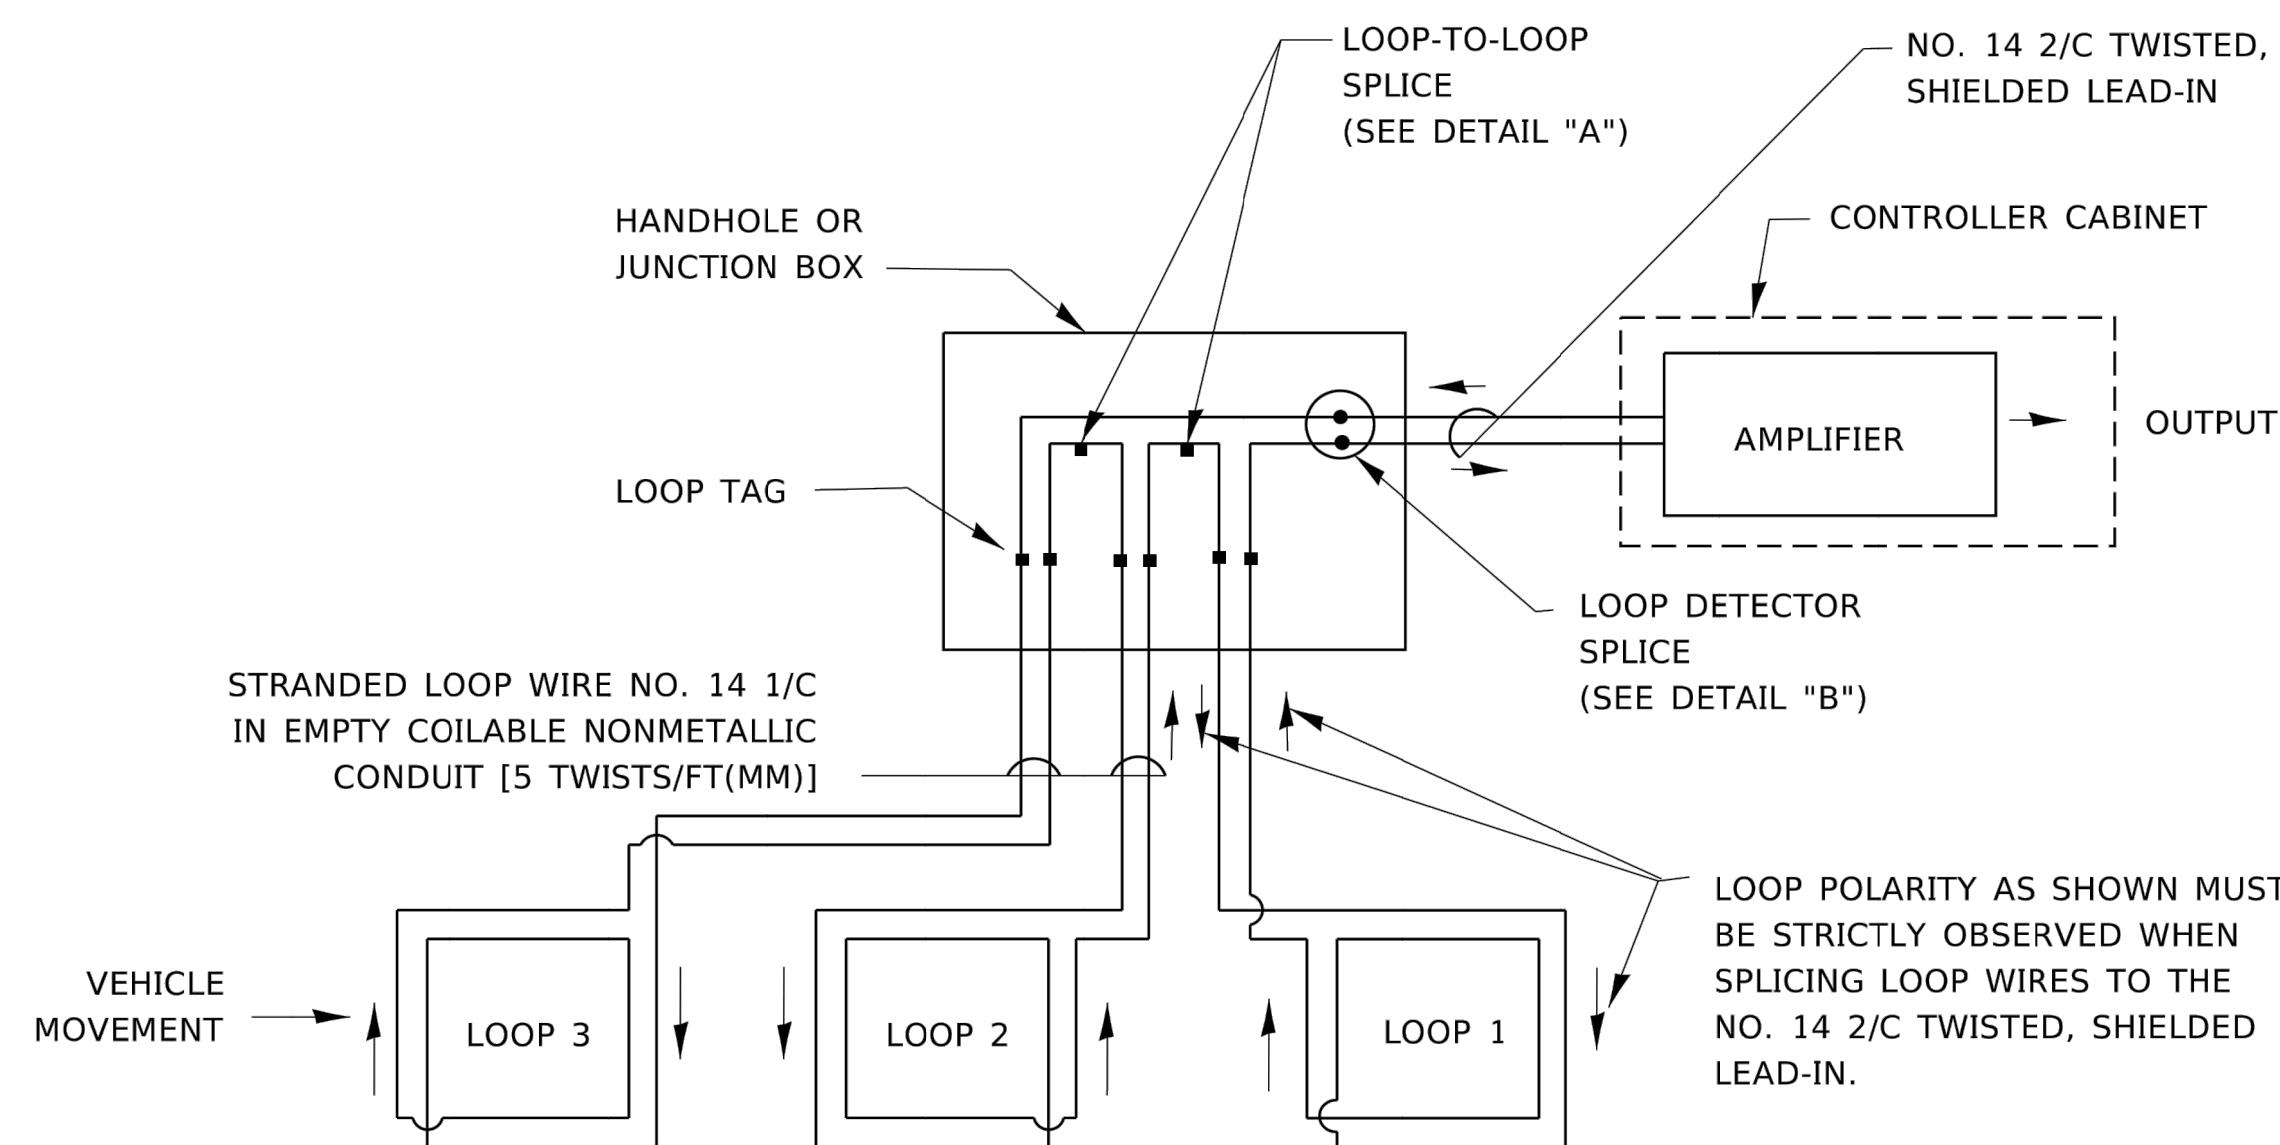 LOOP-TO-LOOP
SPLICE
(SEE DETAIL "A")
NO. 14 2/C TWISTED,
SHIELDED LEAD-IN
HANDHOLE OR
JUNCTION BOX
CONTROLLER CABINET
AMPLIFIER
OUTPUT
LOOP TAG
LOOP DETECTOR
SPLICE
(SEE DETAIL "B")
STRANDED LOOP WIRE NO. 14 1/C
IN EMPTY COILABLE NONMETALLIC
CONDUIT [5 TWISTS/FT(MM)]
LOOP POLARITY AS SHOWN MUST
BE STRICTLY OBSERVED WHEN
SPLICING LOOP WIRES TO THE
NO. 14 2/C TWISTED, SHIELDED
LEAD-IN.
VEHICLE
MOVEMENT
LOOP 3
LOOP 2
LOOP 1